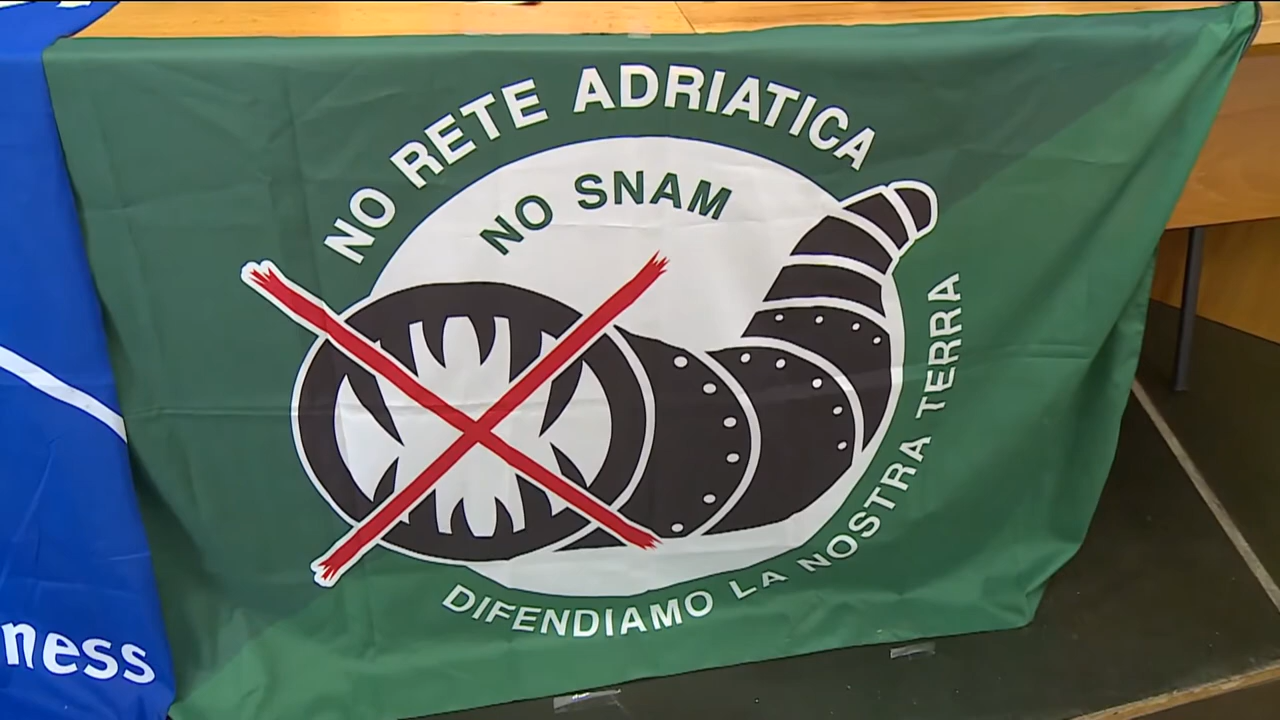 NO RETE ADRIATICA
NO SNAM
DIFENDIAMO LA NOSTRA TERRA
ness